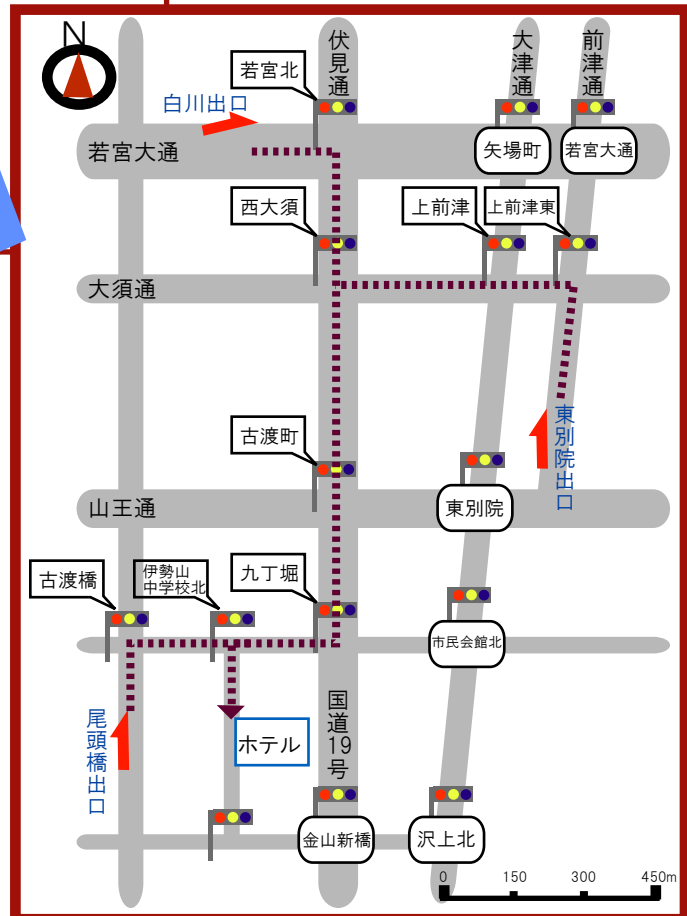 N
伏見通
大津通
前津通
若宮北
白川出口
若宮大通
矢場町
若宮大通
西大須
上前津
上前津東
大須通
古渡町
東別院出口
山王通
東別院
古渡橋
伊勢山
中学校北
九丁堀
市民会館北
尾頭橋出口
国道19号
ホテル
金山新橋
沢上北
0 150 300 450m